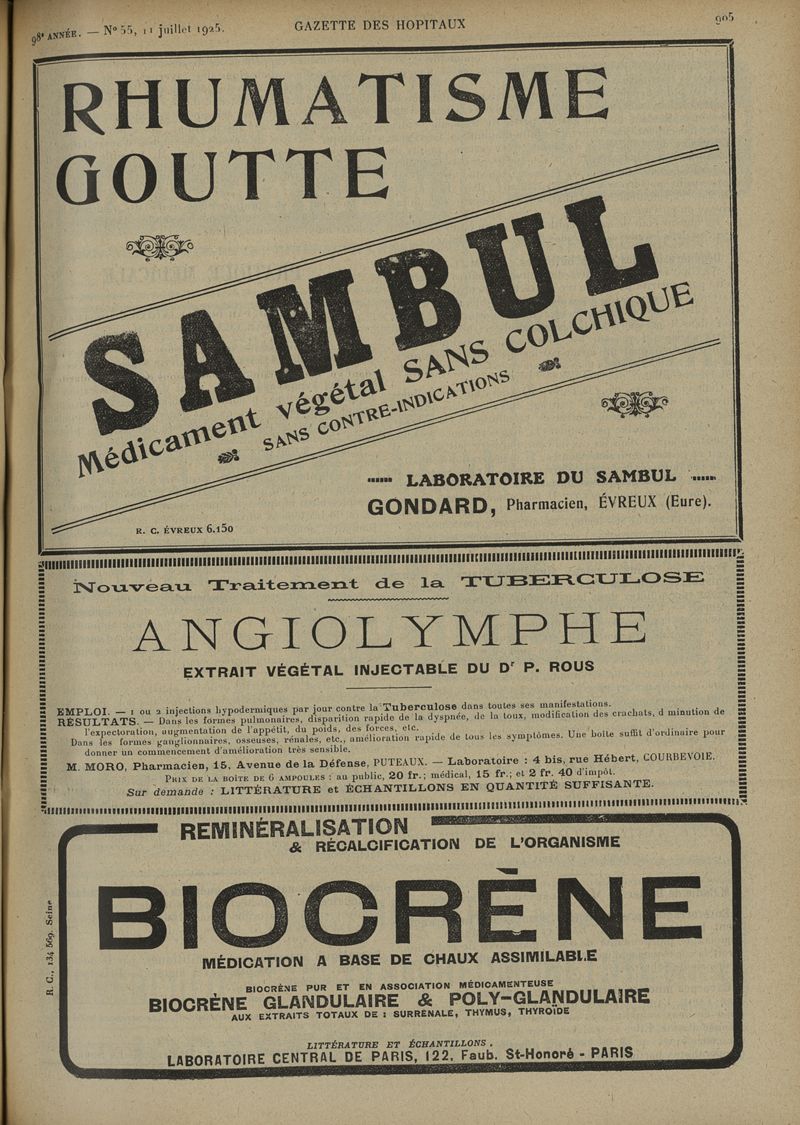 98ᵉ ANNÉE. — Nº 55, 11 juillet 1925.
GAZETTE DES HOPITAUX
905
RHUMATISME
GOUTTE
SAMBUL
Médicament végétal SANS COLCHIQUE
SANS CONTRE-INDICATIONS
LABORATOIRE DU SAMBUL
GONDARD, Pharmacien, ÉVREUX (Eure).
R. C. ÉVREUX 6.150
Nouveau Traitement de la TUBERCULOSE
ANGIOLYMPHE
EXTRAIT VÉGÉTAL INJECTABLE DU Dʳ P. ROUS
EMPLOI. — 1 ou 2 injections hypodermiques par jour contre la Tuberculose dans toutes ses manifestations.
RÉSULTATS. — Dans les formes pulmonaires, disparition rapide de la dyspnée, de la toux, modification des crachats, d minution de
l'expectoration, augmentation de l'appétit, du poids, des forces, etc.
Dans les formes ganglionnaires, osseuses, rénales, etc., amélioration rapide de tous les symptômes. Une boîte suffit d'ordinaire pour
donner un commencement d'amélioration très sensible.
M. MORO, Pharmacien, 15, Avenue de la Défense, PUTEAUX. — Laboratoire : 4 bis, rue Hébert, COURBEVOIE.
PRIX DE LA BOÎTE DE 6 AMPOULES : au public, 20 fr.; médical, 15 fr.; et 2 fr. 40 d'impôt.
Sur demande : LITTÉRATURE et ÉCHANTILLONS EN QUANTITÉ SUFFISANTE.
REMINÉRALISATION
& RÉCALCIFICATION DE L'ORGANISME
BIOCRÈNE
MÉDICATION A BASE DE CHAUX ASSIMILABLE
BIOCRÈNE PUR ET EN ASSOCIATION MÉDICAMENTEUSE
BIOCRÈNE GLANDULAIRE & POLY-GLANDULAIRE
AUX EXTRAITS TOTAUX DE : SURRÉNALE, THYMUS, THYROÏDE
LITTÉRATURE ET ÉCHANTILLONS.
LABORATOIRE CENTRAL DE PARIS, 122, Faub. St-Honoré - PARIS
R. C., 134 569. Seine